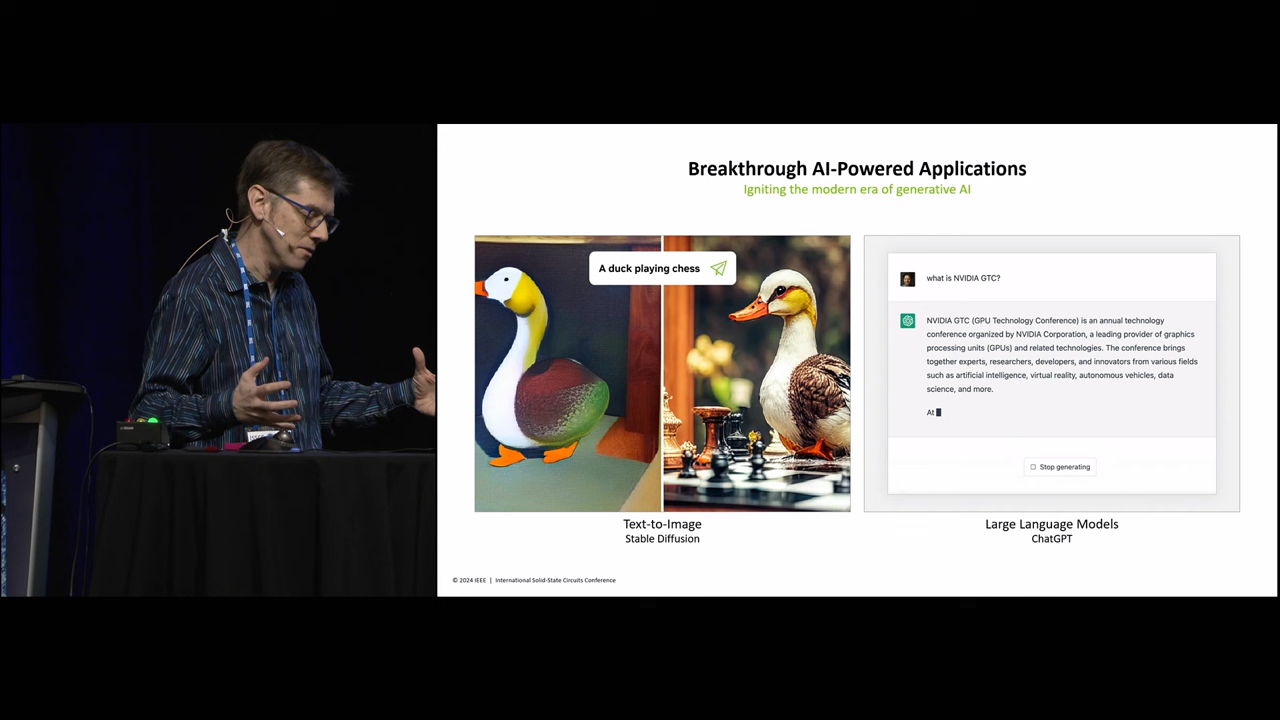 Breakthrough AI-Powered Applications
Igniting the modern era of generative AI
A duck playing chess
what is NVIDIA GTC?
NVIDIA GTC (GPU Technology Conference) is an annual technology
conference organized by NVIDIA Corporation, a leading provider of graphics
processing units (GPUs) and related technologies. The conference brings
together experts, researchers, developers, and innovators from various fields
such as artificial intelligence, virtual reality, autonomous vehicles, data
science, and more.
At
Stop generating
Text-to-Image
Stable Diffusion
Large Language Models
ChatGPT
© 2024 IEEE | International Solid-State Circuits Conference